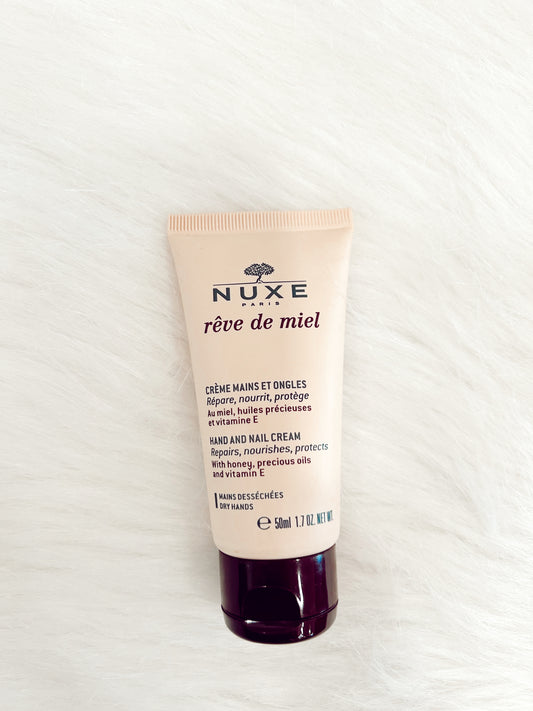 NUXE
PARIS
rêve de miel
CRÈME MAINS ET ONGLES
Répare, nourrit, protège
Au miel, huiles précieuses
et vitamine E
HAND AND NAIL CREAM
Repairs, nourishes, protects
With honey, precious oils
and vitamin E
MAINS DESSÉCHÉES
DRY HANDS
℮ 50ml 1.7 OZ. NET WT.